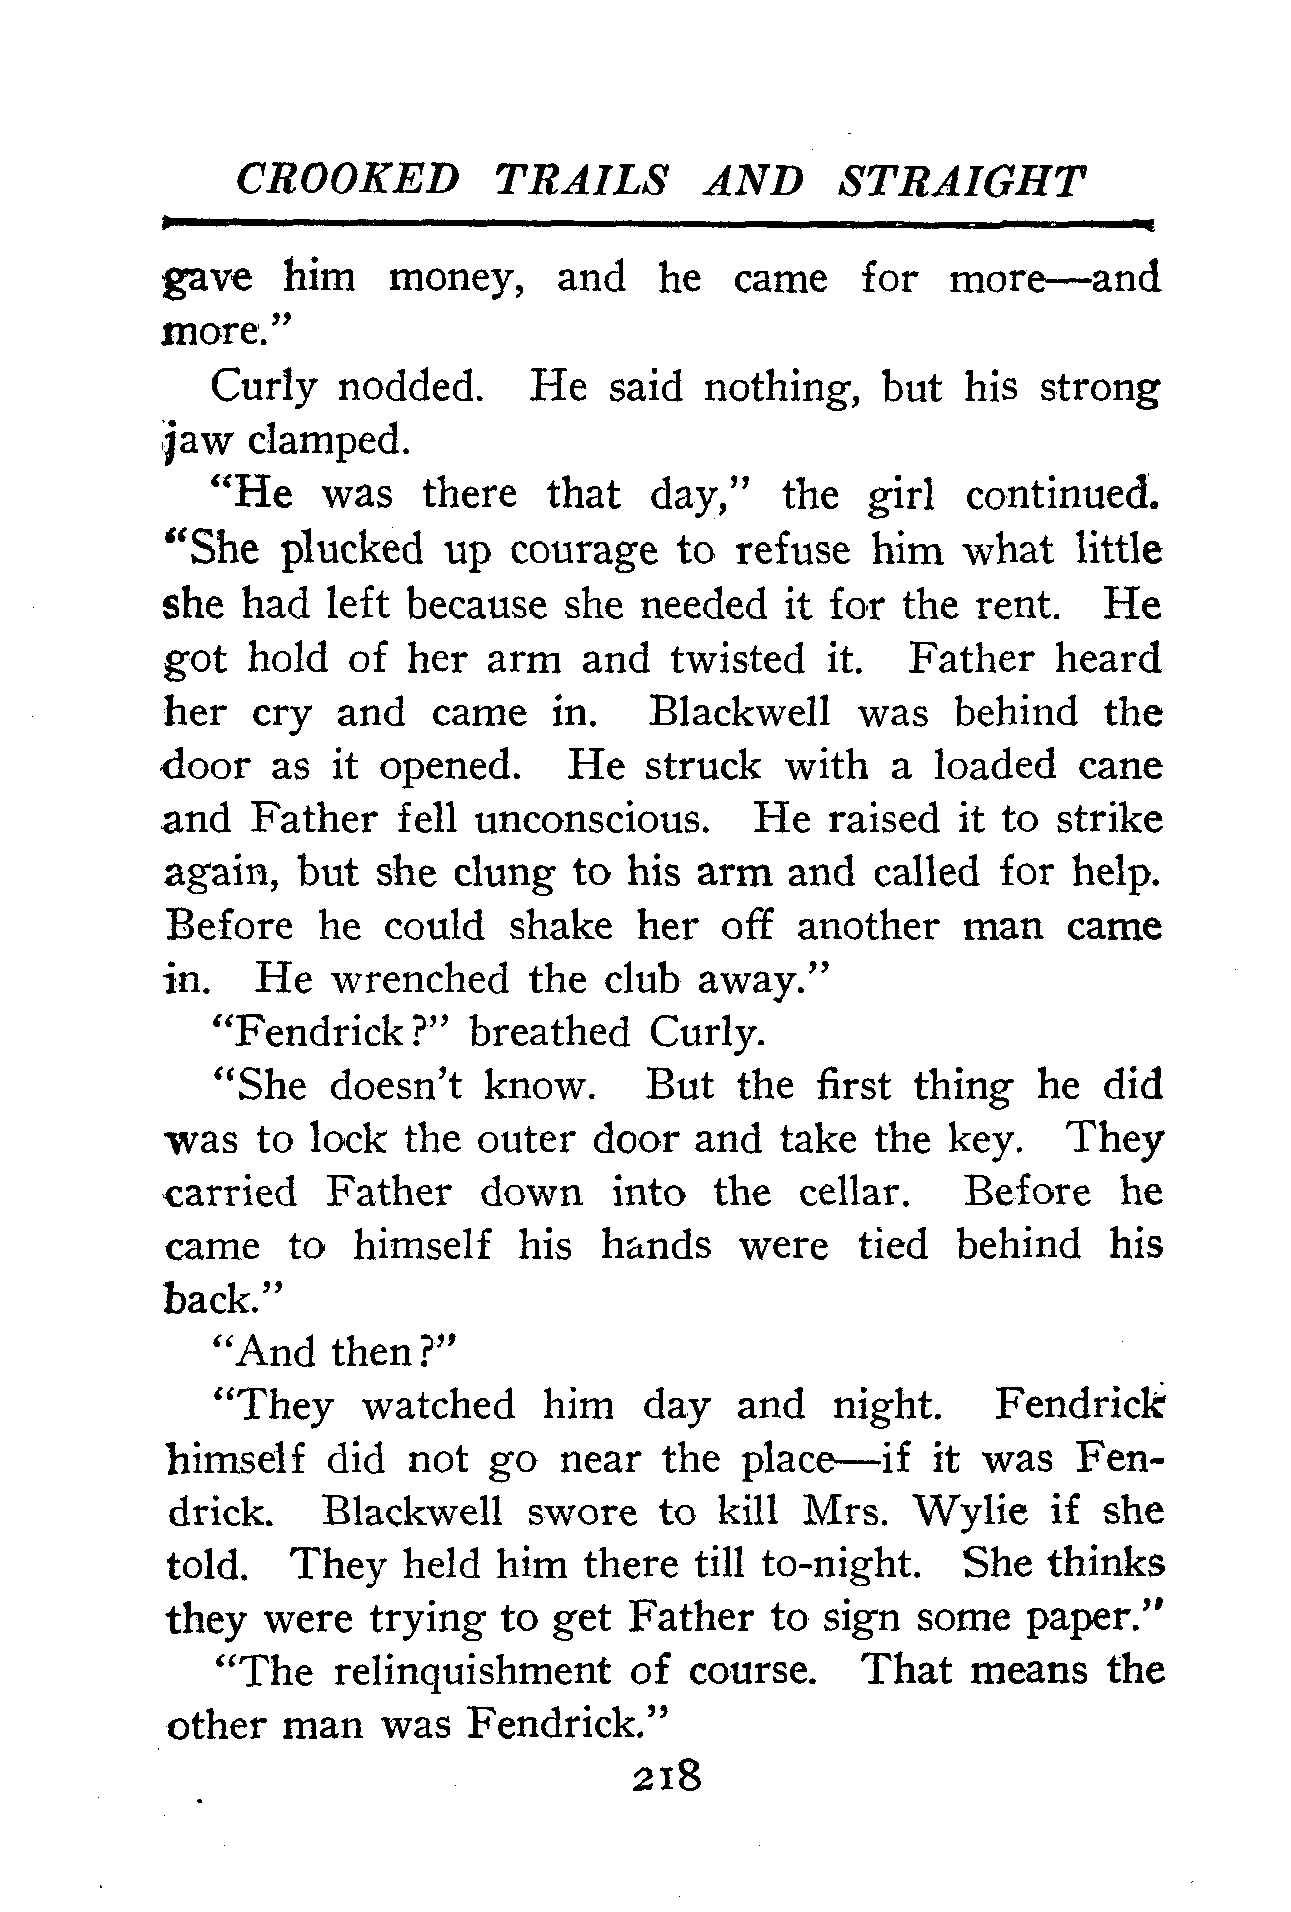 CROOKED TRAILS AND STRAIGHT
gave him money, and he came for more—and
more."
Curly nodded. He said nothing, but his strong
jaw clamped.
"He was there that day," the girl continued.
"She plucked up courage to refuse him what little
she had left because she needed it for the rent. He
got hold of her arm and twisted it. Father heard
her cry and came in. Blackwell was behind the
door as it opened. He struck with a loaded cane
and Father fell unconscious. He raised it to strike
again, but she clung to his arm and called for help.
Before he could shake her off another man came
in. He wrenched the club away."
"Fendrick?" breathed Curly.
"She doesn't know. But the first thing he did
was to lock the outer door and take the key. They
carried Father down into the cellar. Before he
came to himself his hands were tied behind his
back."
"And then?"
"They watched him day and night. Fendrick
himself did not go near the place—if it was Fen-
drick. Blackwell swore to kill Mrs. Wylie if she
told. They held him there till to-night. She thinks
they were trying to get Father to sign some paper."
"The relinquishment of course. That means the
other man was Fendrick."
218